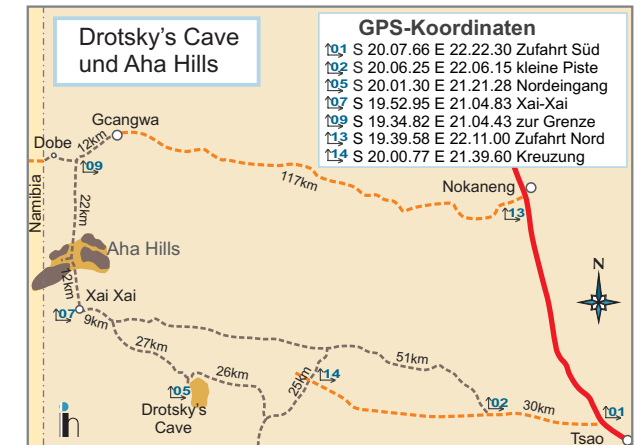 Drotsky's Cave
und Aha Hills
GPS-Koordinaten
01 S 20.07.66 E 22.22.30 Zufahrt Süd
02 S 20.06.25 E 22.06.15 kleine Piste
05 S 20.01.30 E 21.21.28 Nordeingang
07 S 19.52.95 E 21.04.83 Xai-Xai
09 S 19.34.82 E 21.04.43 zur Grenze
13 S 19.39.58 E 22.11.00 Zufahrt Nord
14 S 20.00.77 E 21.39.60 Kreuzung
Gcangwa
12km
Dobe
09
117km
Nokaneng
13
Namibia
22km
Aha Hills
12km
N
Xai Xai
07
9km
27km
26km
25km
14
51km
05
Drotsky's
Cave
02
30km
01
Tsao
ih